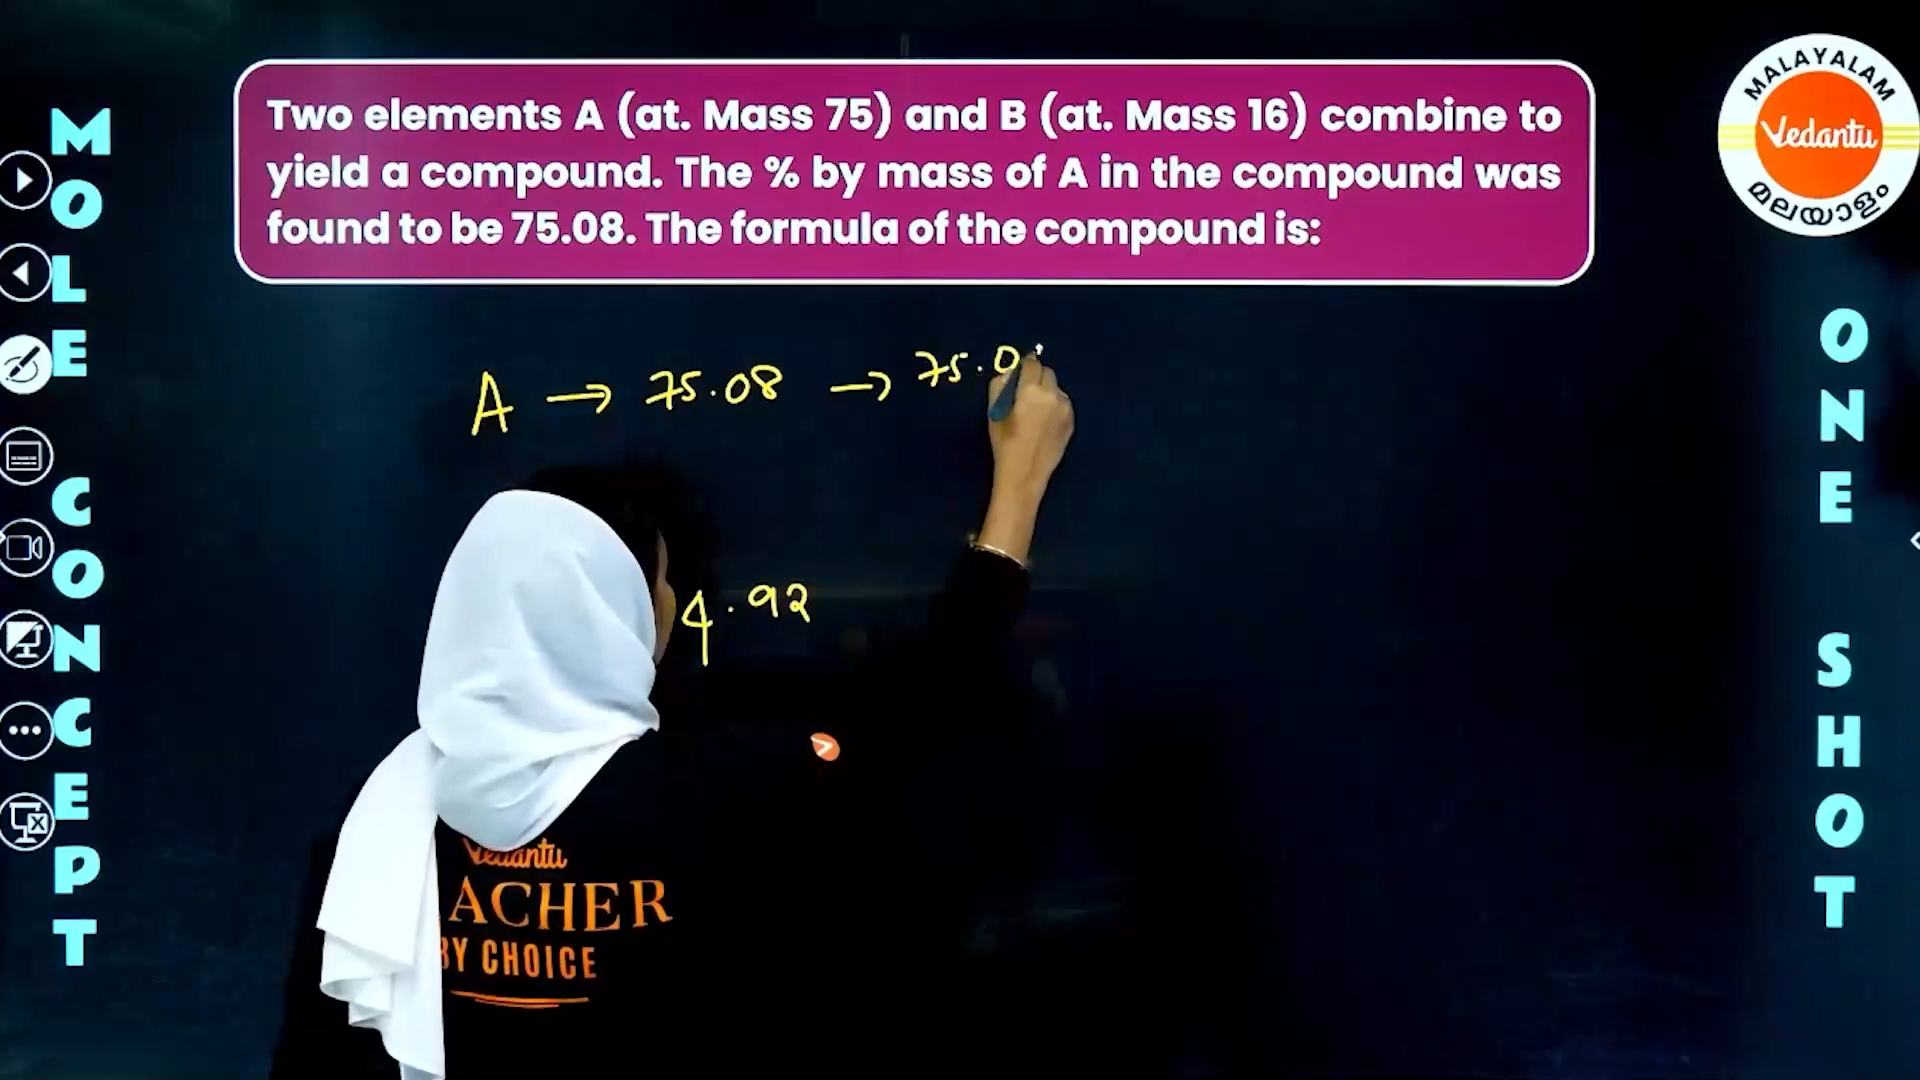 Two elements A (at. Mass 75) and B (at. Mass 16) combine to
yield a compound. The % by mass of A in the compound was
found to be 75.08. The formula of the compound is:
MALAYALAM
Vedantu
മലയാളം
MOLE CONCEPT
ONE SHOT
A → 75.08 → 75.0
4.92
Vedantu
ACHER
BY CHOICE